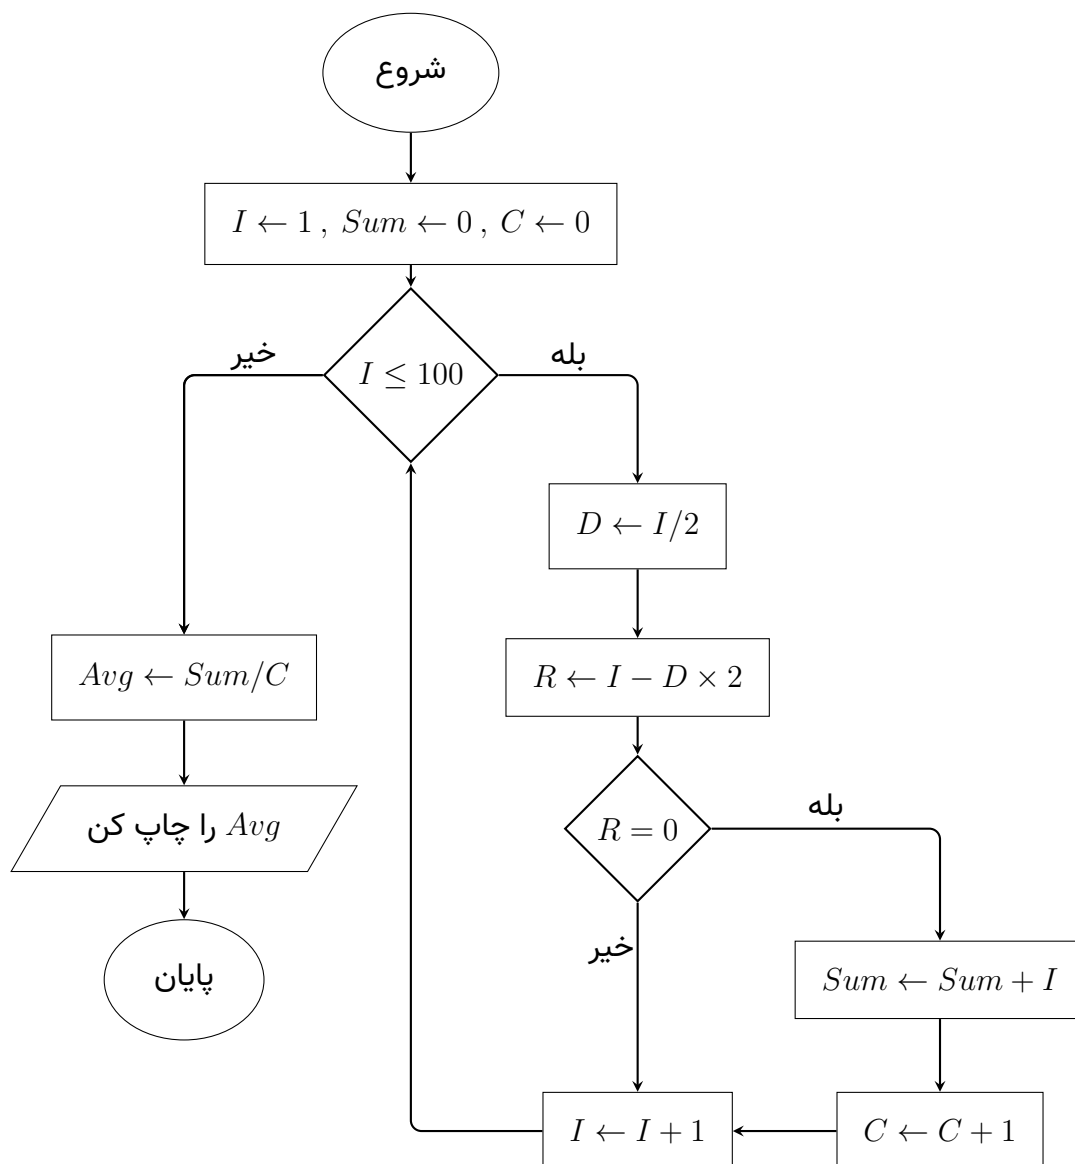 شروع
I ← 1 , Sum ← 0 , C ← 0
I ≤ 100
بله
خیر
D ← I/2
R ← I − D × 2
R = 0
بله
خیر
Sum ← Sum + I
C ← C + 1
I ← I + 1
Avg ← Sum/C
Avg را چاپ کن
پایان